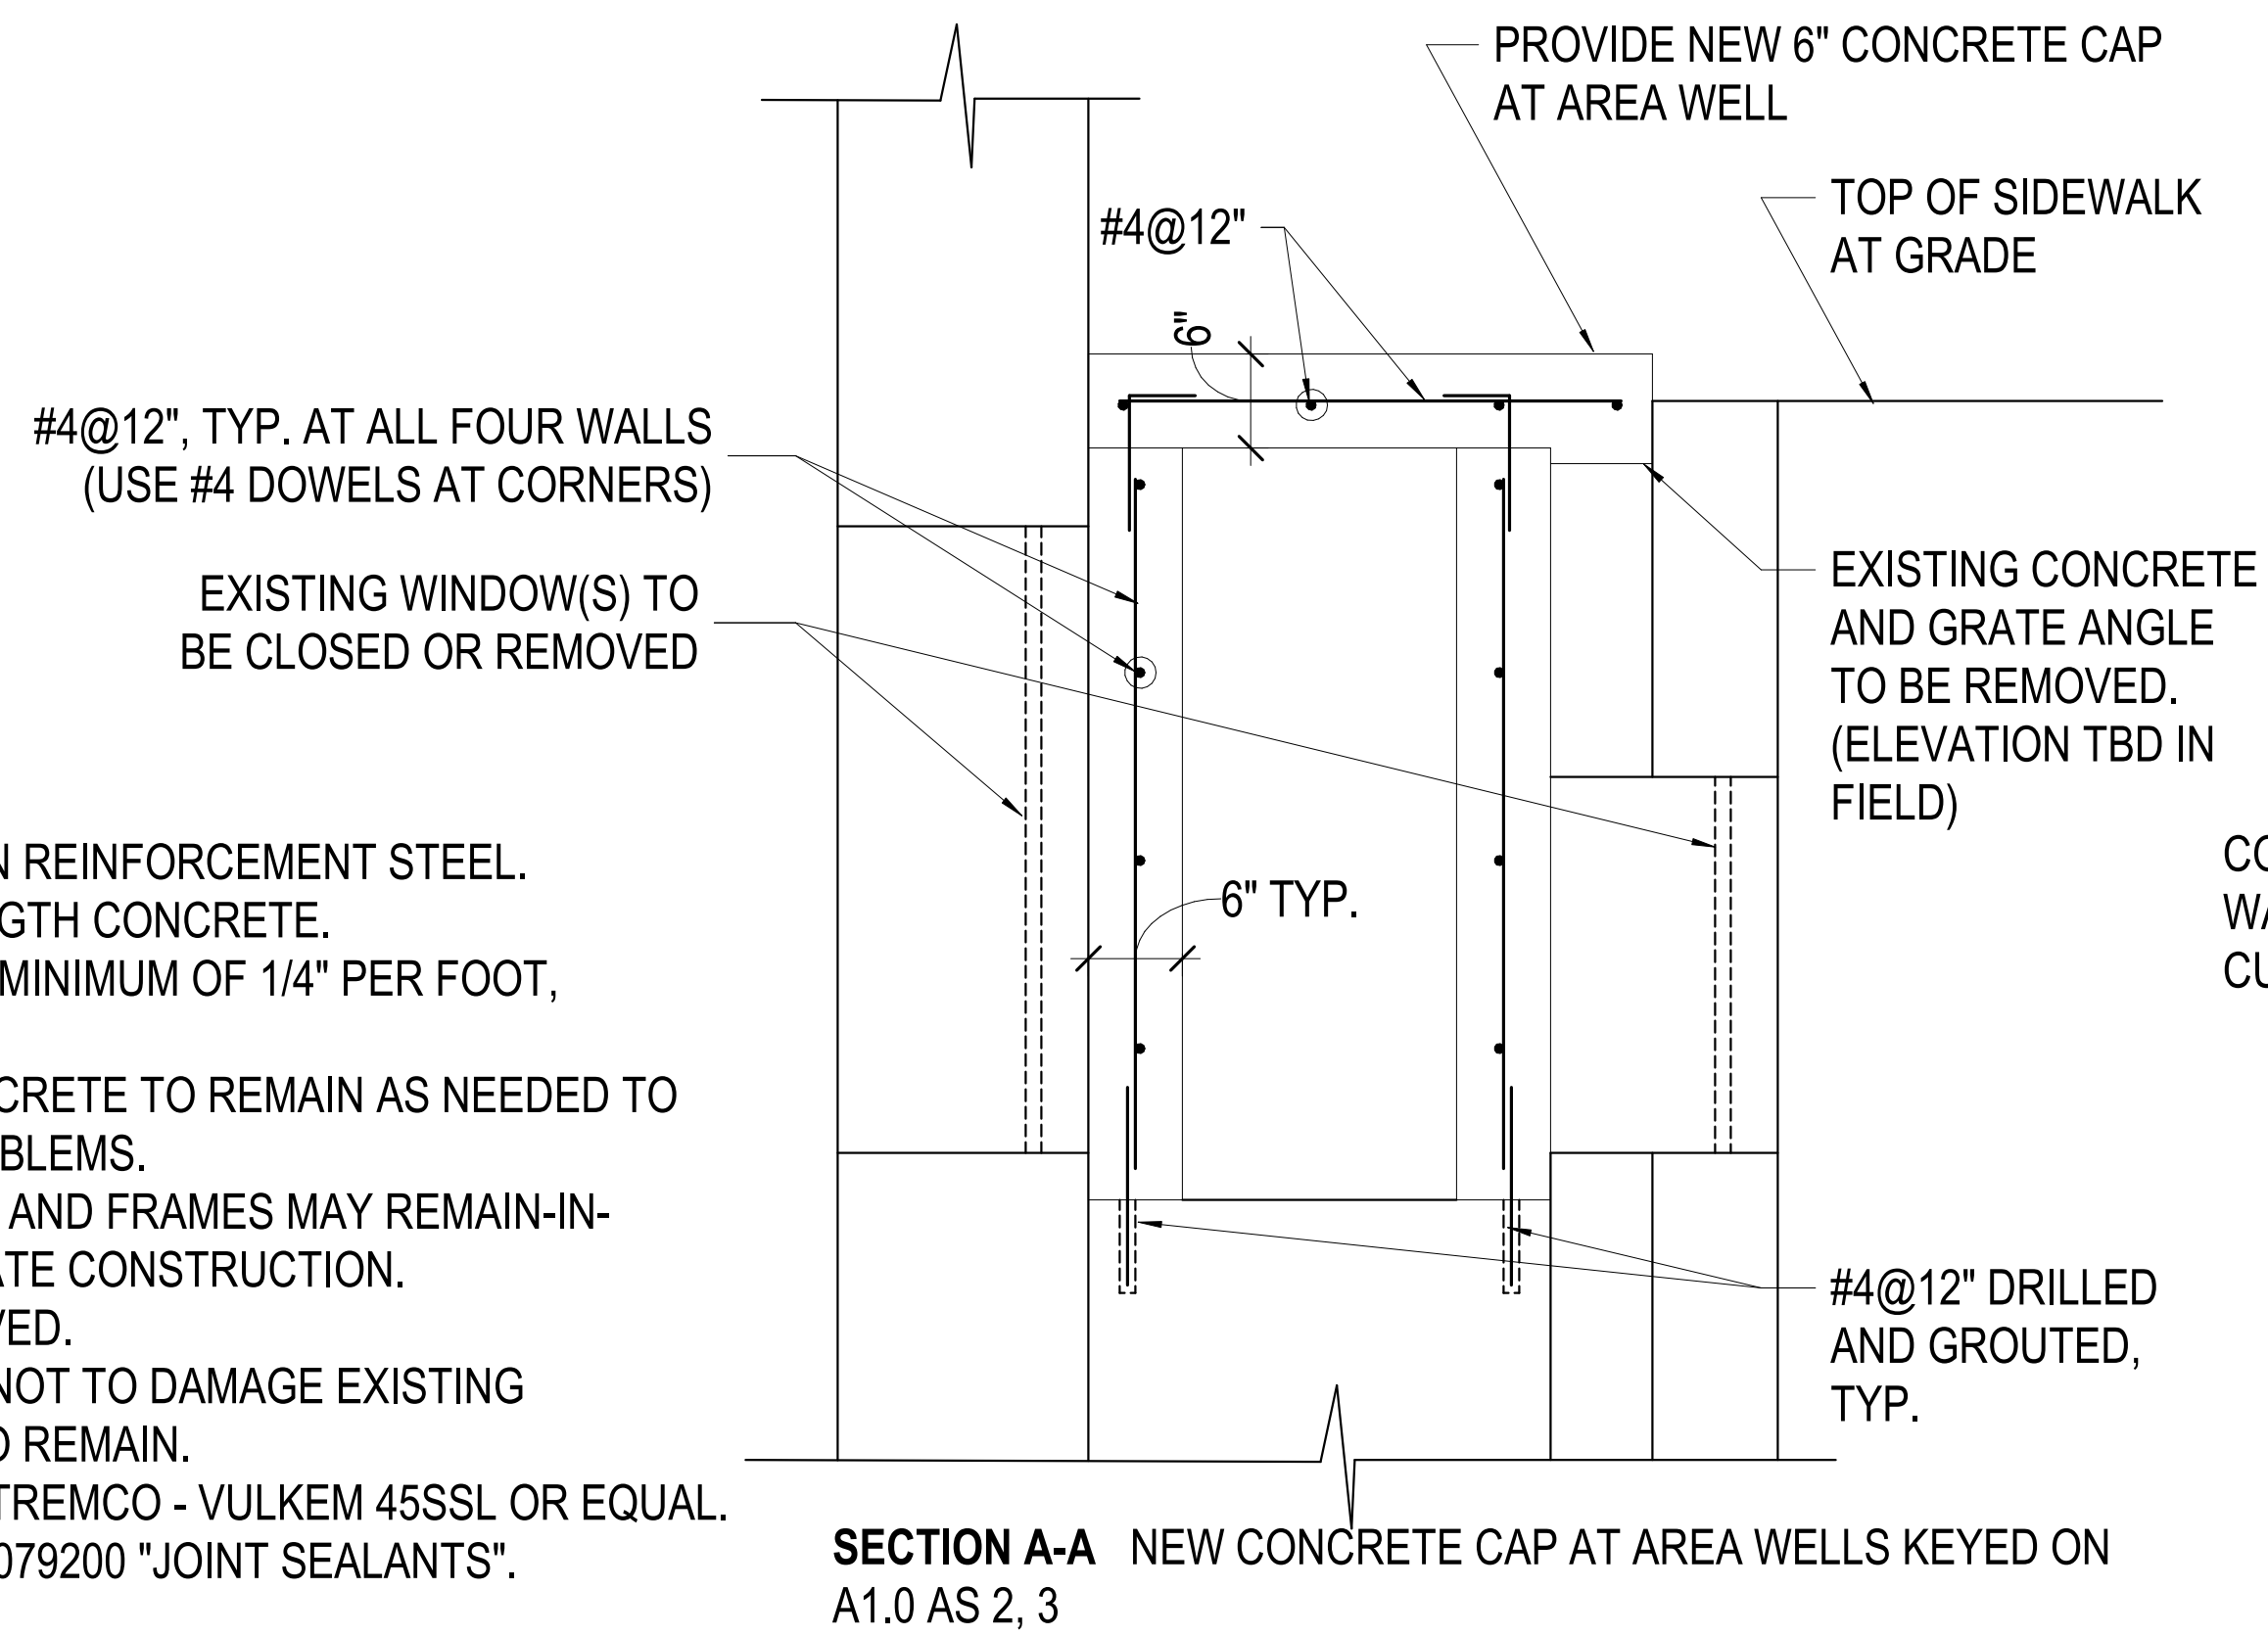 PROVIDE NEW 6" CONCRETE CAP
AT AREA WELL
TOP OF SIDEWALK
AT GRADE
#4@12"
6"
#4@12", TYP. AT ALL FOUR WALLS
(USE #4 DOWELS AT CORNERS)
EXISTING WINDOW(S) TO
BE CLOSED OR REMOVED
EXISTING CONCRETE
AND GRATE ANGLE
TO BE REMOVED.
(ELEVATION TBD IN
FIELD)
6" TYP.
REINFORCEMENT STEEL.
CONCRETE.
MINIMUM OF 1/4" PER FOOT,
TO REMAIN AS NEEDED TO
AND FRAMES MAY REMAIN-IN-
CONSTRUCTION.
NOT TO DAMAGE EXISTING
REMAIN.
TREMCO - VULKEM 45SSL OR EQUAL.
079200 "JOINT SEALANTS".
#4@12" DRILLED
AND GROUTED,
TYP.
SECTION A-A NEW CONCRETE CAP AT AREA WELLS KEYED ON
A1.0 AS 2, 3